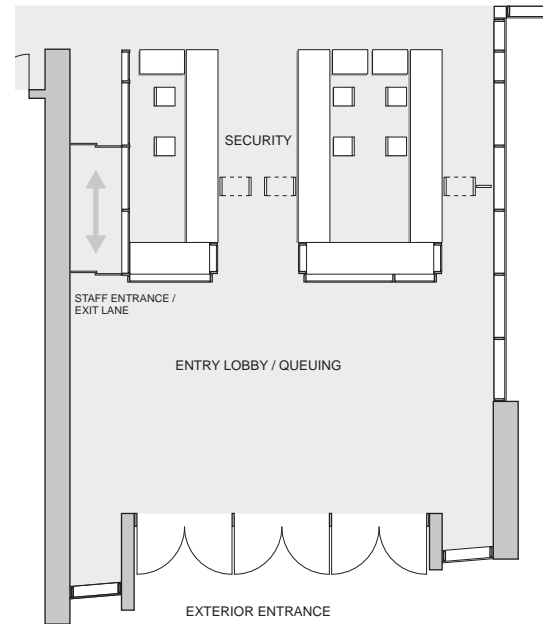 SECURITY
STAFF ENTRANCE /
EXIT LANE
ENTRY LOBBY / QUEUING
EXTERIOR ENTRANCE